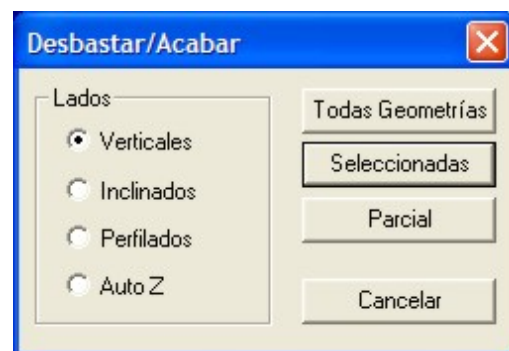 Desbastar/Acabar
Lados
Verticales
Inclinados
Perfilados
Auto Z
Todas Geometrías
Seleccionadas
Parcial
Cancelar